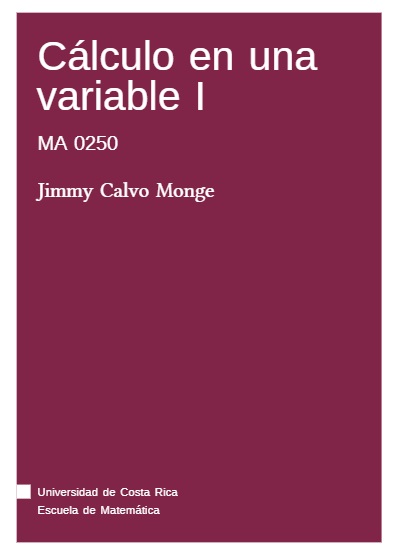 Cálculo en una
variable I
MA 0250
Jimmy Calvo Monge
Universidad de Costa Rica
Escuela de Matemática